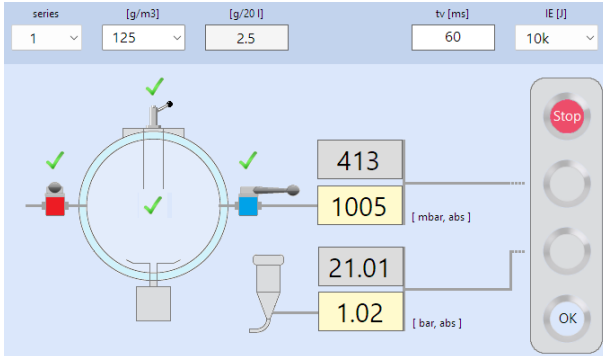 series [g/m3] [g/20 l] tv [ms] IE [J]
1 125 2.5 60 10k
Stop
413
1005 [ mbar, abs ]
21.01
1.02 [ bar, abs ]
OK